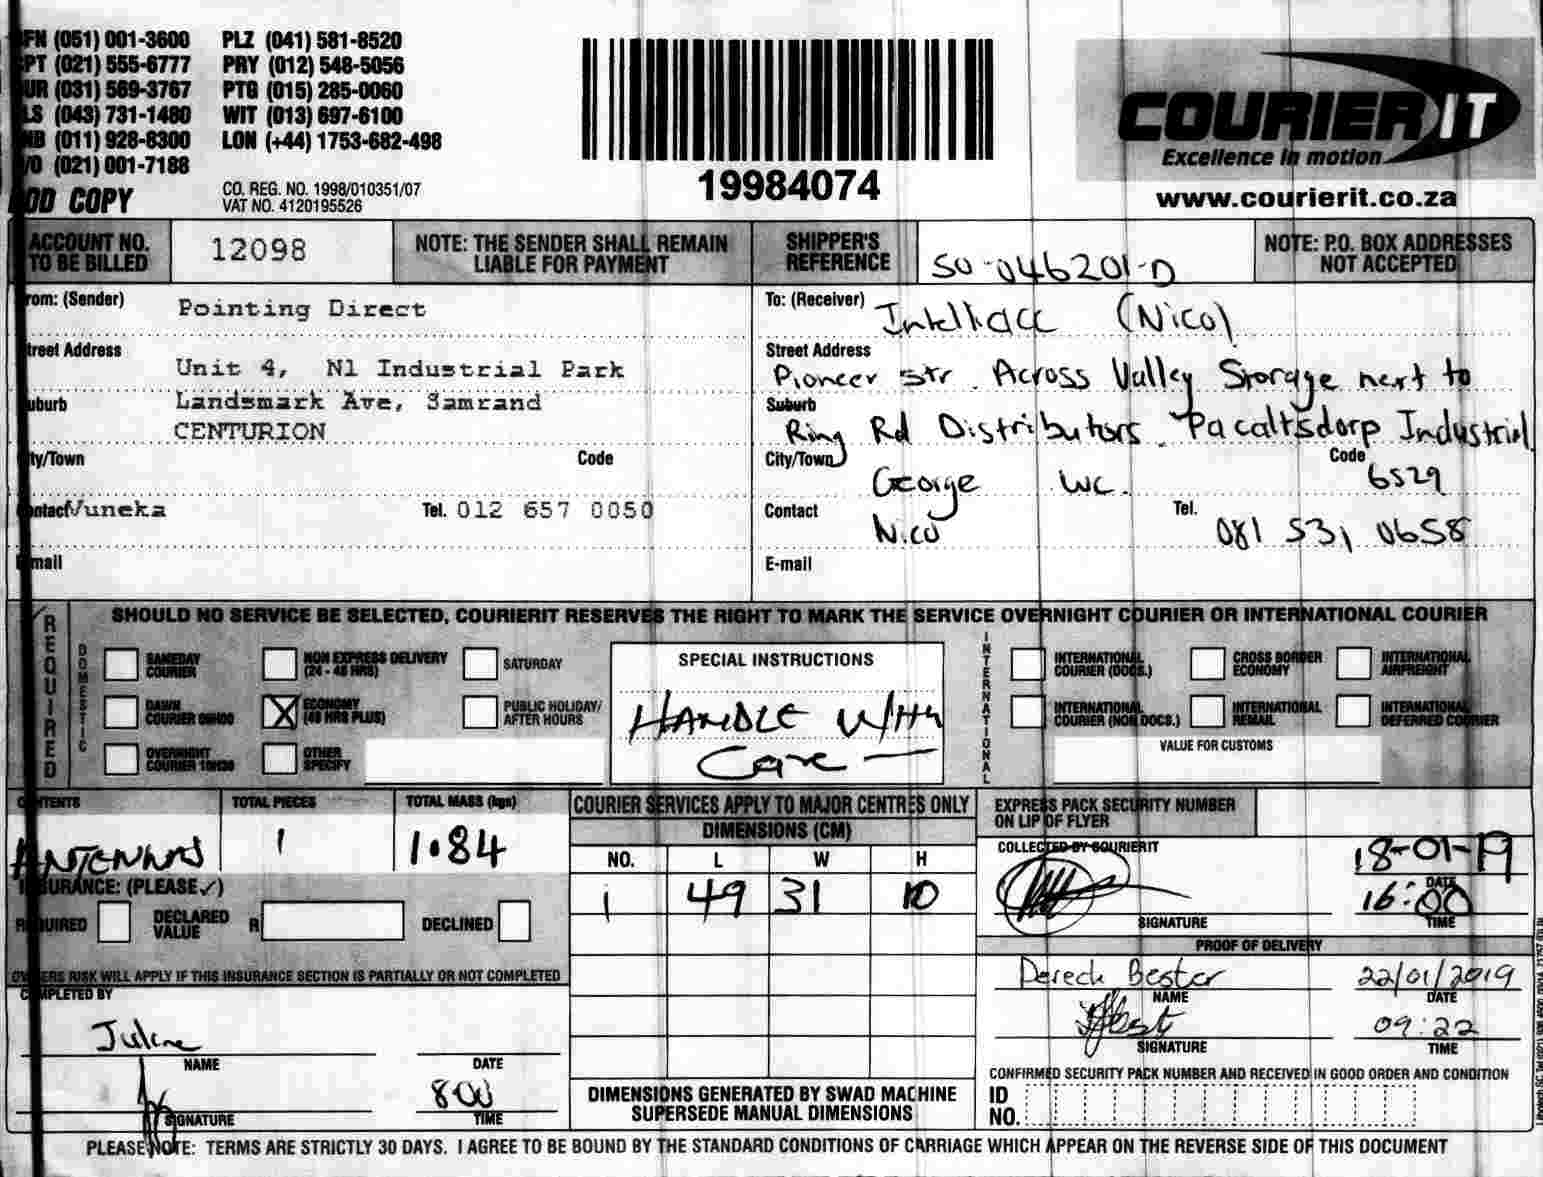 FN (051) 001-3600 PLZ (041) 581-8520
PT (021) 555-6777 PRY (012) 548-5056
UR (031) 569-3767 PTG (015) 285-0060
LS (043) 731-1480 WIT (013) 697-6100
NB (011) 928-8300 LON (+44) 1753-682-498
/O (021) 001-7188
POD COPY
CO. REG. NO. 1998/010351/07
VAT NO. 4120195526
19984074
COURIER IT
Excellence in motion
www.courierit.co.za
ACCOUNT NO. TO BE BILLED
12098
NOTE: THE SENDER SHALL REMAIN LIABLE FOR PAYMENT
SHIPPER'S REFERENCE
SO-046201-D
NOTE: P.O. BOX ADDRESSES NOT ACCEPTED
From: (Sender) Pointing Direct
Street Address Unit 4, N1 Industrial Park
Suburb Landsmark Ave, Samrand
CENTURION
City/Town Code
Contact Vuneka Tel. 012 657 0050
E-mail
To: (Receiver) Intelliacc (Nico)
Street Address
Pioneer str. Across Valley Storage next to
Suburb
Ring Rd Distributors. Pacaltsdorp Industrial
City/Town George WC. Code 6529
Contact Nico Tel. 081 531 0658
E-mail
REQUIRED
SHOULD NO SERVICE BE SELECTED, COURIERIT RESERVES THE RIGHT TO MARK THE SERVICE OVERNIGHT COURIER OR INTERNATIONAL COURIER
DOMESTIC
SAMEDAY COURIER
NON EXPRESS DELIVERY (24 - 48 HRS)
SATURDAY
DAWN COURIER 09H00
X ECONOMY (48 HRS PLUS)
PUBLIC HOLIDAY/ AFTER HOURS
OVERNIGHT COURIER 10H30
OTHER SPECIFY
SPECIAL INSTRUCTIONS
HANDLE With
Care —
INTERNATIONAL
INTERNATIONAL COURIER (DOCS.)
CROSS BORDER ECONOMY
INTERNATIONAL AIRFREIGHT
INTERNATIONAL COURIER (NON DOCS.)
INTERNATIONAL REMAIL
INTERNATIONAL DEFERRED COURIER
VALUE FOR CUSTOMS
CONTENTS TOTAL PIECES TOTAL MASS (kgs)
ANTENNAS 1 1.84
INSURANCE: (PLEASE ✓)
REQUIRED DECLARED VALUE R DECLINED
OWNERS RISK WILL APPLY IF THIS INSURANCE SECTION IS PARTIALLY OR NOT COMPLETED
COMPLETED BY
NAME DATE
800
SIGNATURE TIME
COURIER SERVICES APPLY TO MAJOR CENTRES ONLY
DIMENSIONS (CM)
NO. L W H
1 49 31 10
DIMENSIONS GENERATED BY SWAD MACHINE
SUPERSEDE MANUAL DIMENSIONS
EXPRESS PACK SECURITY NUMBER ON LIP OF FLYER
COLLECTED BY COURIERIT
18-01-19
DATE
16:00
SIGNATURE TIME
PROOF OF DELIVERY
Dereck Bester 22/01/2019
NAME DATE
09:22
SIGNATURE TIME
CONFIRMED SECURITY PACK NUMBER AND RECEIVED IN GOOD ORDER AND CONDITION
ID NO.
PLEASE NOTE: TERMS ARE STRICTLY 30 DAYS. I AGREE TO BE BOUND BY THE STANDARD CONDITIONS OF CARRIAGE WHICH APPEAR ON THE REVERSE SIDE OF THIS DOCUMENT